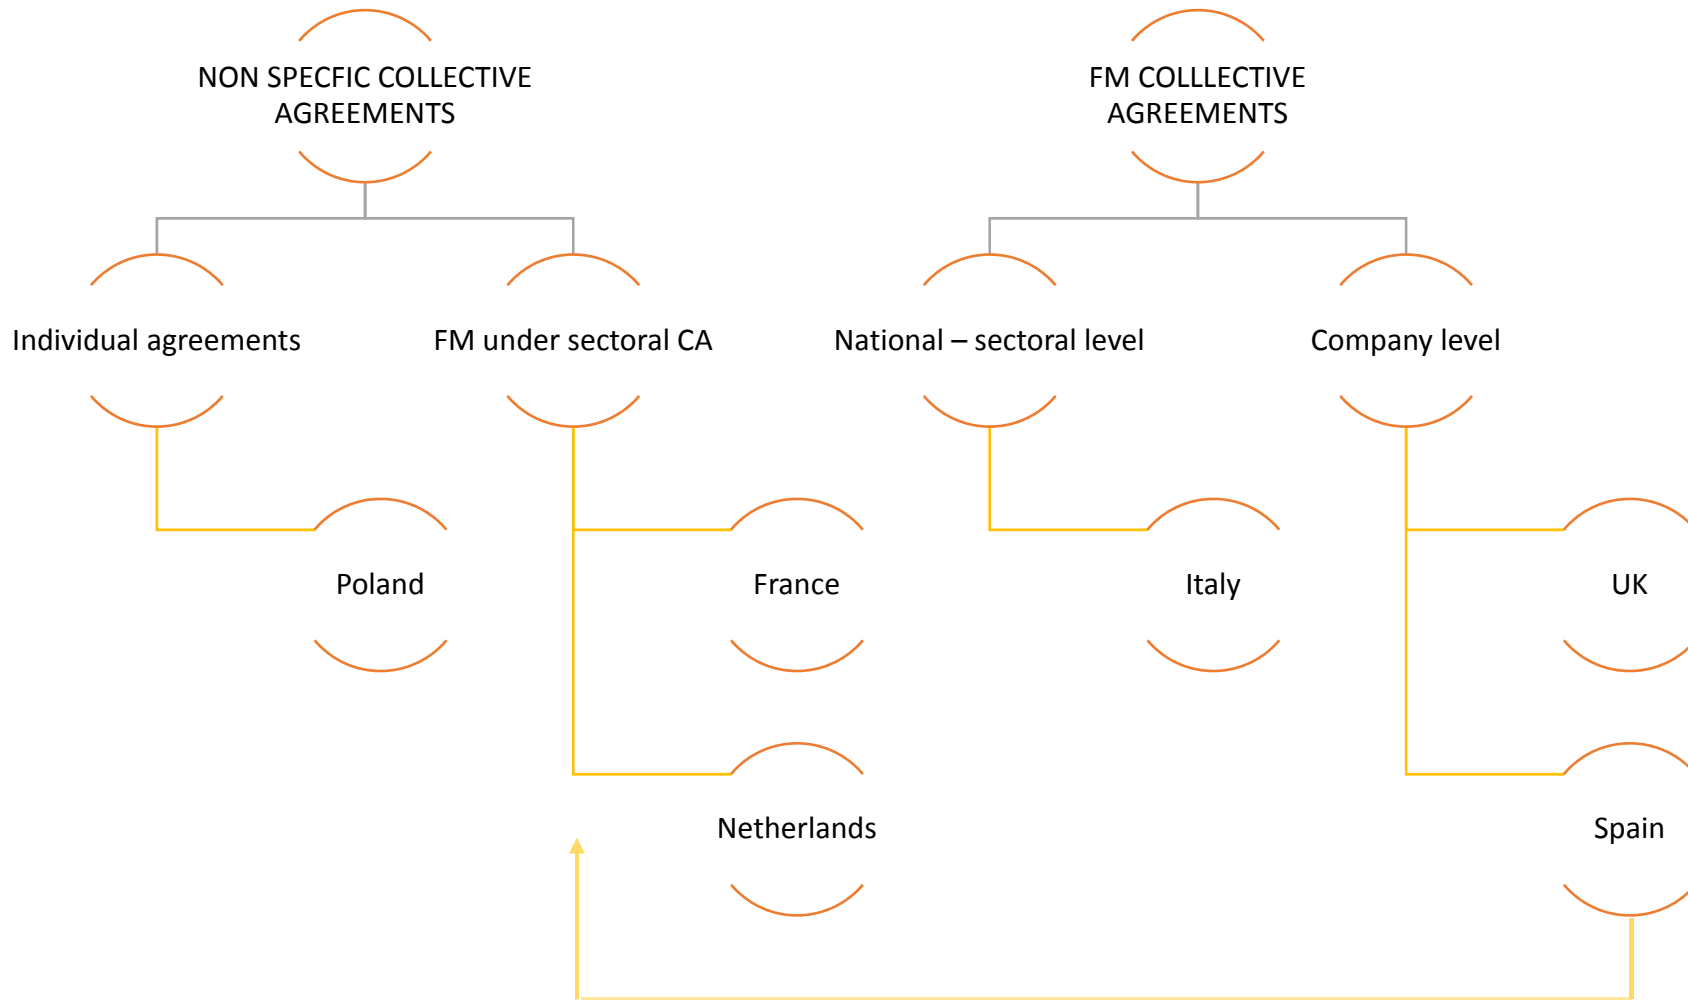 NON SPECFIC COLLECTIVE
AGREEMENTS
FM COLLLECTIVE
AGREEMENTS
Individual agreements
FM under sectoral CA
National – sectoral level
Company level
Poland
France
Italy
UK
Netherlands
Spain